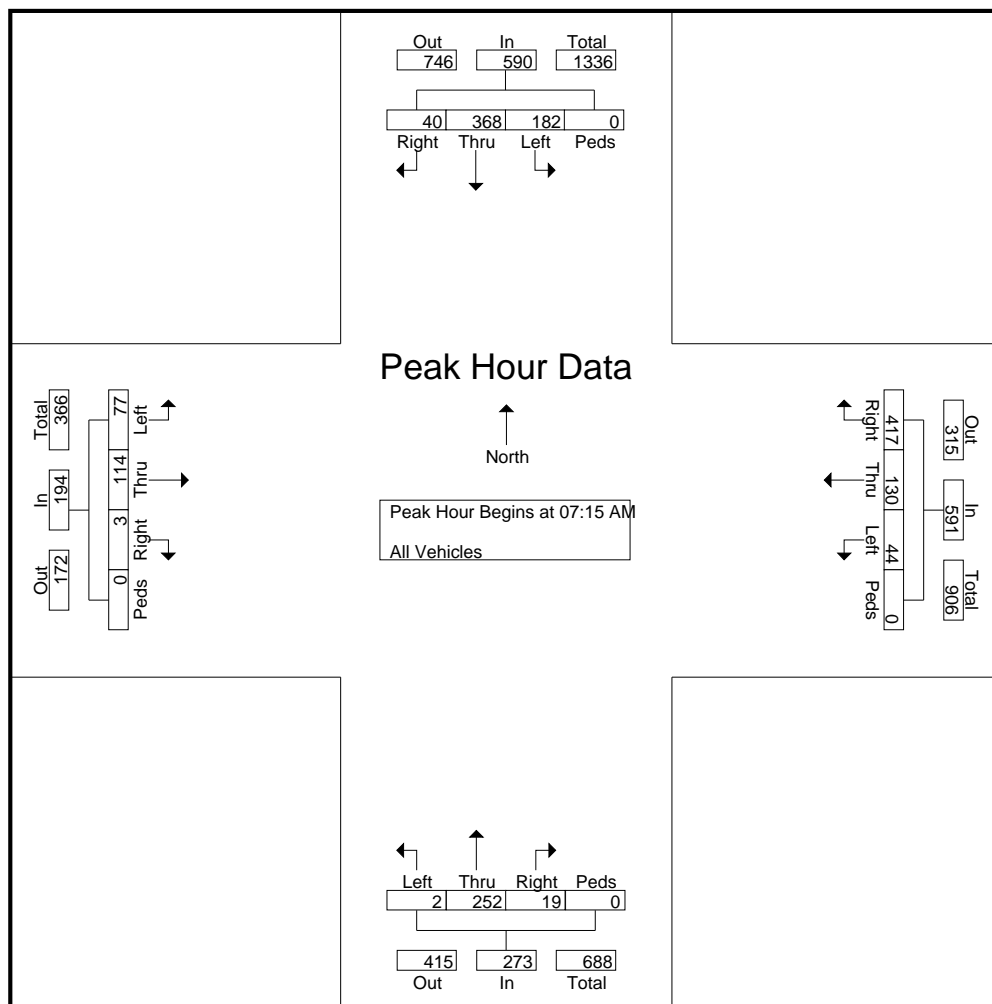 Out In Total
746 590 1336
40 368 182 0
Right Thru Left Peds
Peak Hour Data
North
Peak Hour Begins at 07:15 AM
All Vehicles
Total In Out
366 194 172
77 114 3 0
Left Thru Right Peds
Out In Total
315 591 906
417 130 44 0
Right Thru Left Peds
Left Thru Right Peds
2 252 19 0
415 273 688
Out In Total